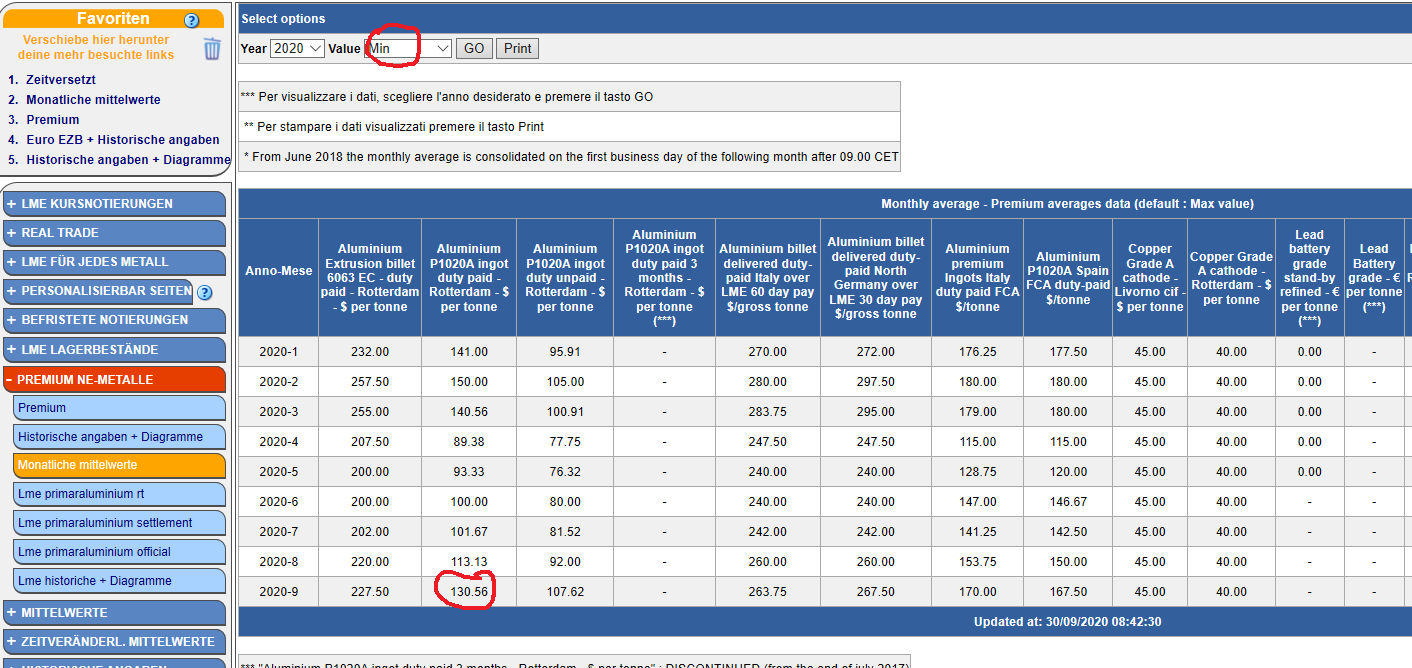 Favoriten
Verschiebe hier herunter
deine mehr besuchte links
1. Zeitversetzt
2. Monatliche mittelwerte
3. Premium
4. Euro EZB + Historische angaben
5. Historische angaben + Diagramme
+ LME KURSNOTIERUNGEN
+ REAL TRADE
+ LME FÜR JEDES METALL
+ PERSONALISIERBAR SEITEN
+ BEFRISTETE NOTIERUNGEN
+ LME LAGERBESTÄNDE
- PREMIUM NE-METALLE
Premium
Historische angaben + Diagramme
Monatliche mittelwerte
Lme primaraluminium rt
Lme primaraluminium settlement
Lme primaraluminium official
Lme historiche + Diagramme
+ MITTELWERTE
+ ZEITVERÄNDERL. MITTELWERTE
+ HISTORISCHE ANGABEN
Select options
Year 2020 Value Min GO Print
*** Per visualizzare i dati, scegliere l'anno desiderato e premere il tasto GO
** Per stampare i dati visualizzati premere il tasto Print
* From June 2018 the monthly average is consolidated on the first business day of the following month after 09.00 CET
Monthly average - Premium averages data (default : Max value)
Anno-Mese
Aluminium
Extrusion billet
6063 EC - duty
paid - Rotterdam
- $ per tonne
Aluminium
P1020A ingot
duty paid -
Rotterdam - $
per tonne
Aluminium
P1020A ingot
duty unpaid -
Rotterdam - $
per tonne
Aluminium
P1020A ingot
duty paid 3
months -
Rotterdam - $
per tonne
(***)
Aluminium billet
delivered duty-
paid Italy over
LME 60 day pay
$/gross tonne
Aluminium billet
delivered duty-
paid North
Germany over
LME 30 day pay
$/gross tonne
Aluminium
premium
Ingots Italy
duty paid FCA
$/tonne
Aluminium
P1020A Spain
FCA duty-paid
$/tonne
Copper
Grade A
cathode -
Livorno cif -
$ per tonne
Copper Grade
A cathode -
Rotterdam - $
per tonne
Lead
battery
grade
stand-by
refined - €
per tonne
(***)
Lead
Battery
grade - €
per tonne
(***)
2020-1 232.00 141.00 95.91 - 270.00 272.00 176.25 177.50 45.00 40.00 0.00 -
2020-2 257.50 150.00 105.00 - 280.00 297.50 180.00 180.00 45.00 40.00 0.00 -
2020-3 255.00 140.56 100.91 - 283.75 295.00 179.00 180.00 45.00 40.00 0.00 -
2020-4 207.50 89.38 77.75 - 247.50 247.50 115.00 115.00 45.00 40.00 0.00 -
2020-5 200.00 93.33 76.32 - 240.00 240.00 128.75 120.00 45.00 40.00 0.00 -
2020-6 200.00 100.00 80.00 - 240.00 240.00 147.00 146.67 45.00 40.00 - -
2020-7 202.00 101.67 81.52 - 242.00 242.00 141.25 142.50 45.00 40.00 - -
2020-8 220.00 113.13 92.00 - 260.00 260.00 153.75 150.00 45.00 40.00 - -
2020-9 227.50 130.56 107.62 - 263.75 267.50 170.00 167.50 45.00 40.00 - -
Updated at: 30/09/2020 08:42:30
*** "Aluminium P1020A ingot duty paid 3 months - Rotterdam - $ per tonne" : DISCONTINUED (from the end of july 2017)